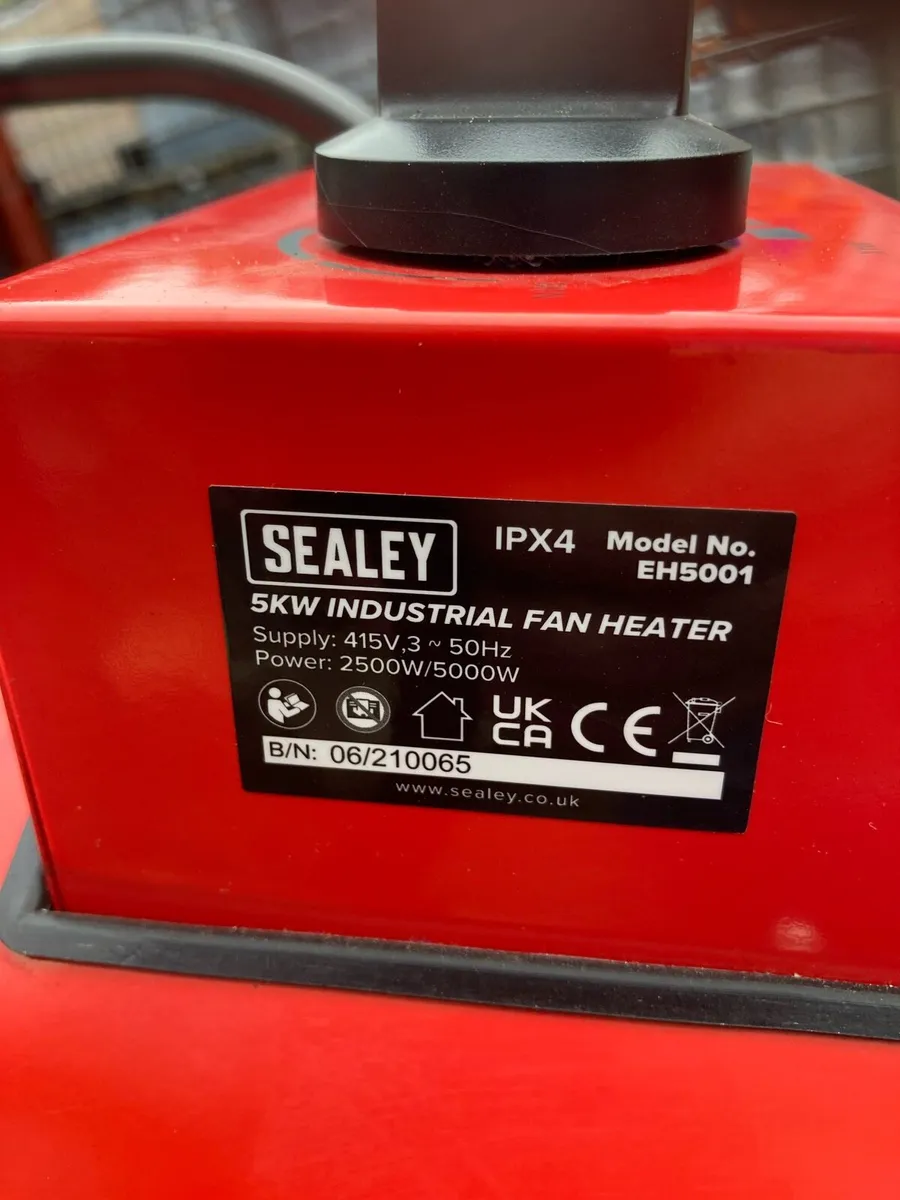 SEALEY
IPX4
Model No.
EH5001
5KW INDUSTRIAL FAN HEATER
Supply: 415V,3 ~ 50Hz
Power: 2500W/5000W
UK
CA
CE
B/N: 06/210065
www.sealey.co.uk